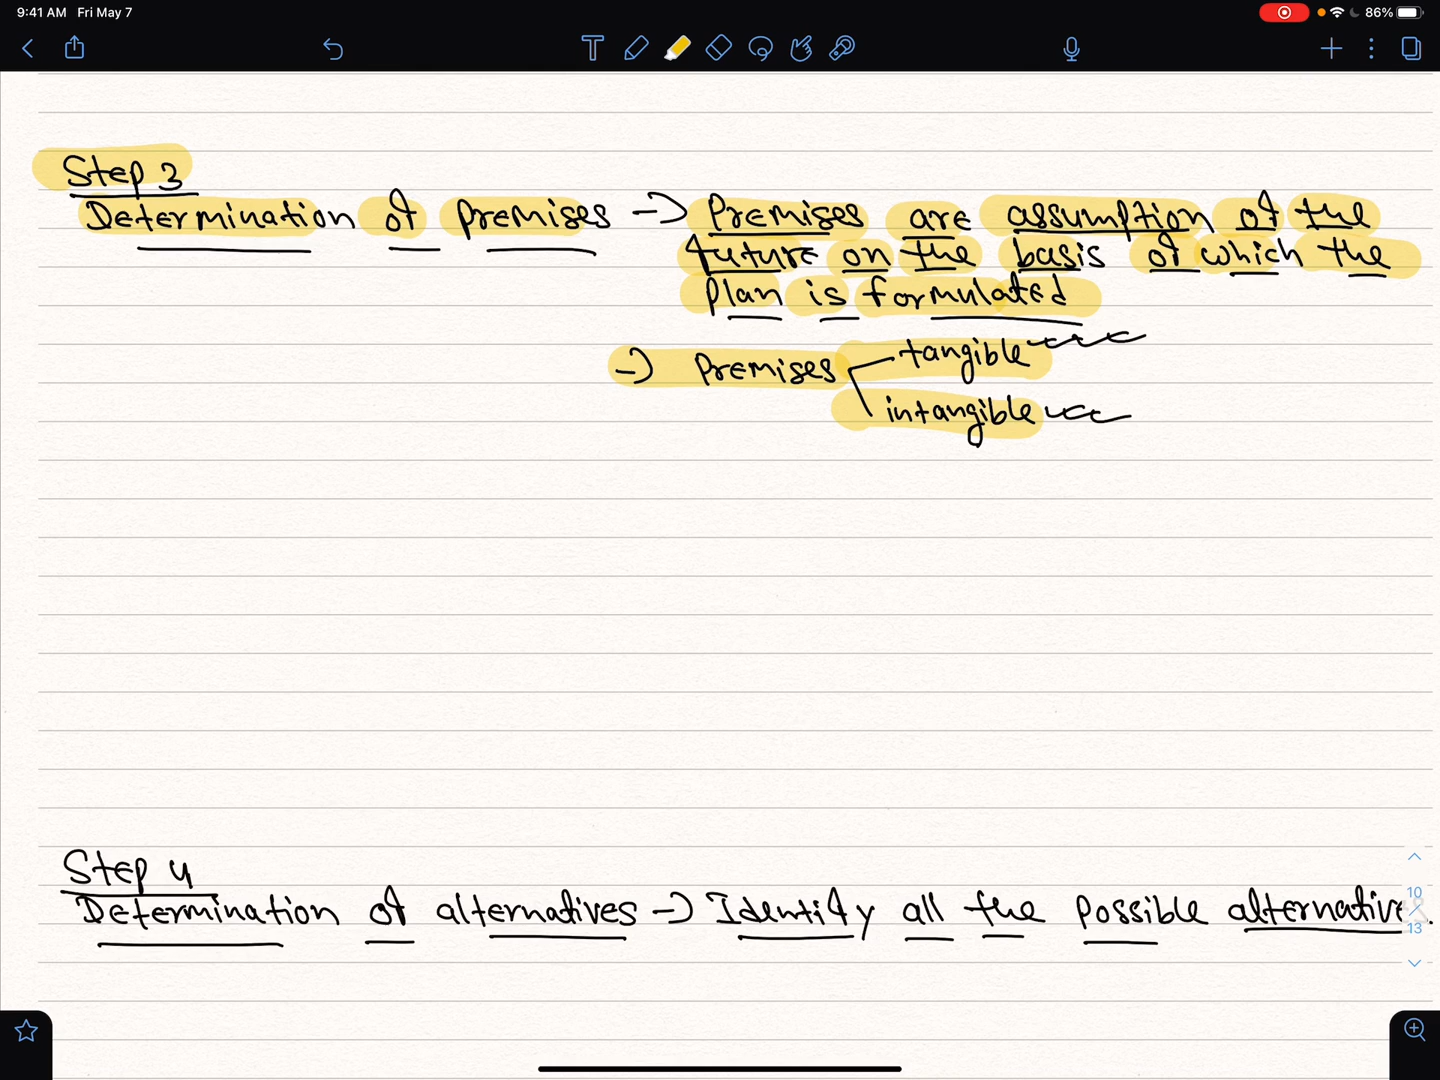 9:41 AM Fri May 7
86%
Step 3
Determination of premises → Premises are assumption of the
future on the basis of which the
plan is formulated
→ Premises
tangible
intangible
Step 4
Determination of alternatives → Identify all the possible alternatives.
10
13